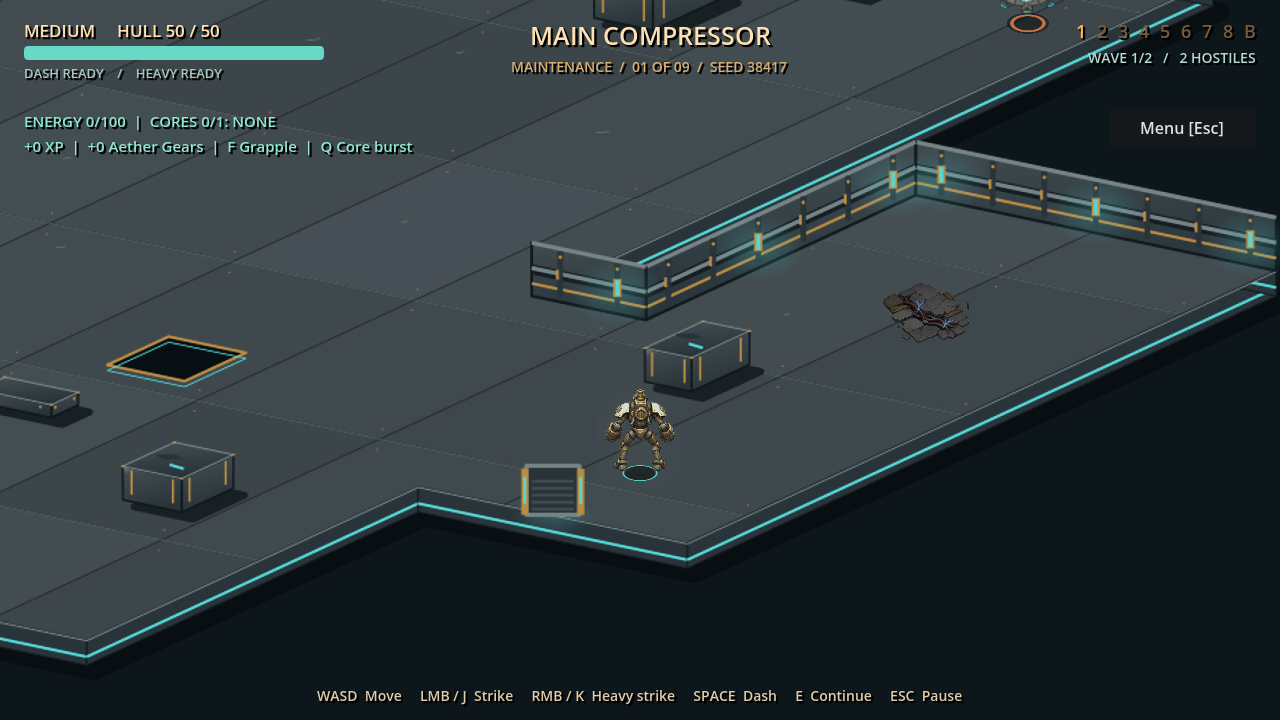 MEDIUM HULL 50 / 50
DASH READY / HEAVY READY
ENERGY 0/100 | CORES 0/1: NONE
+0 XP | +0 Aether Gears | F Grapple | Q Core burst
MAIN COMPRESSOR
MAINTENANCE / 01 OF 09 / SEED 38417
1 2 3 4 5 6 7 8 B
WAVE 1/2 / 2 HOSTILES
Menu [Esc]
WASD Move LMB / J Strike RMB / K Heavy strike SPACE Dash E Continue ESC Pause